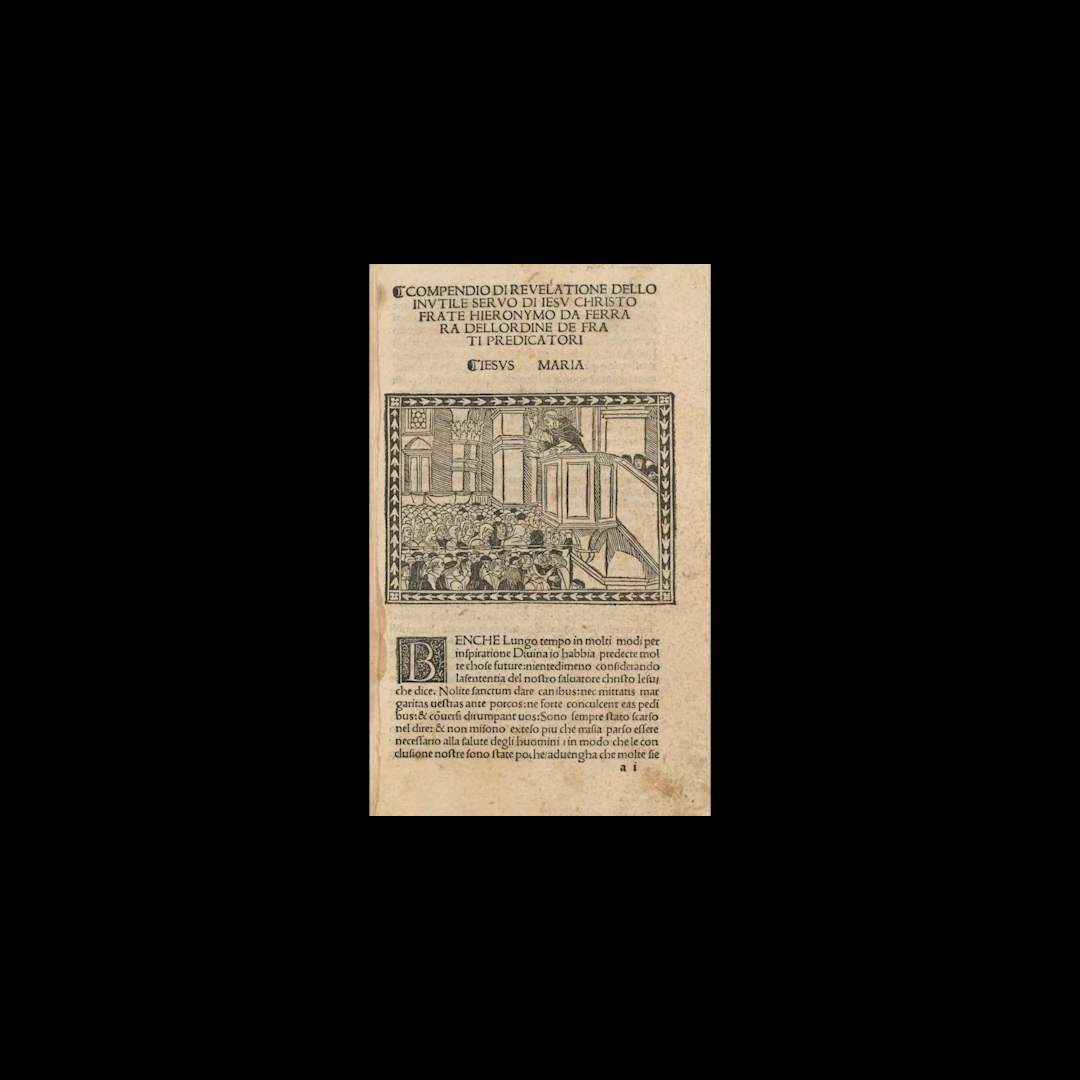 ⸿COMPENDIO DI REVELATIONE DELLO
INVTILE SERVO DI IESV CHRISTO
FRATE HIERONYMO DA FERRA
RA DELLORDINE DE FRA
TI PREDICATORI
⸿IESVS MARIA
BENCHE Lungo tempo in molti modi per
inſpiratione Diuina io habbia predecte mol
te choſe future:nientedimeno conſiderando
laſententia del noſtro ſaluatore chriſto Ieſu:
che dice. Nolite ſanctum dare canibus:nec mittatis mar
garitas ueſtras ante porcos:ne forte conculcent eas pedi
bus:& cōuerſi dirumpant uos:Sono ſempre ſtato ſcarſo
nel dire: & non miſono exteſo piu che miſia parſo eſſere
neceſſario alla ſalute degli huomini : in modo che le con
cluſione noſtre ſono ſtate poche:aduengha che molte ſie
a i